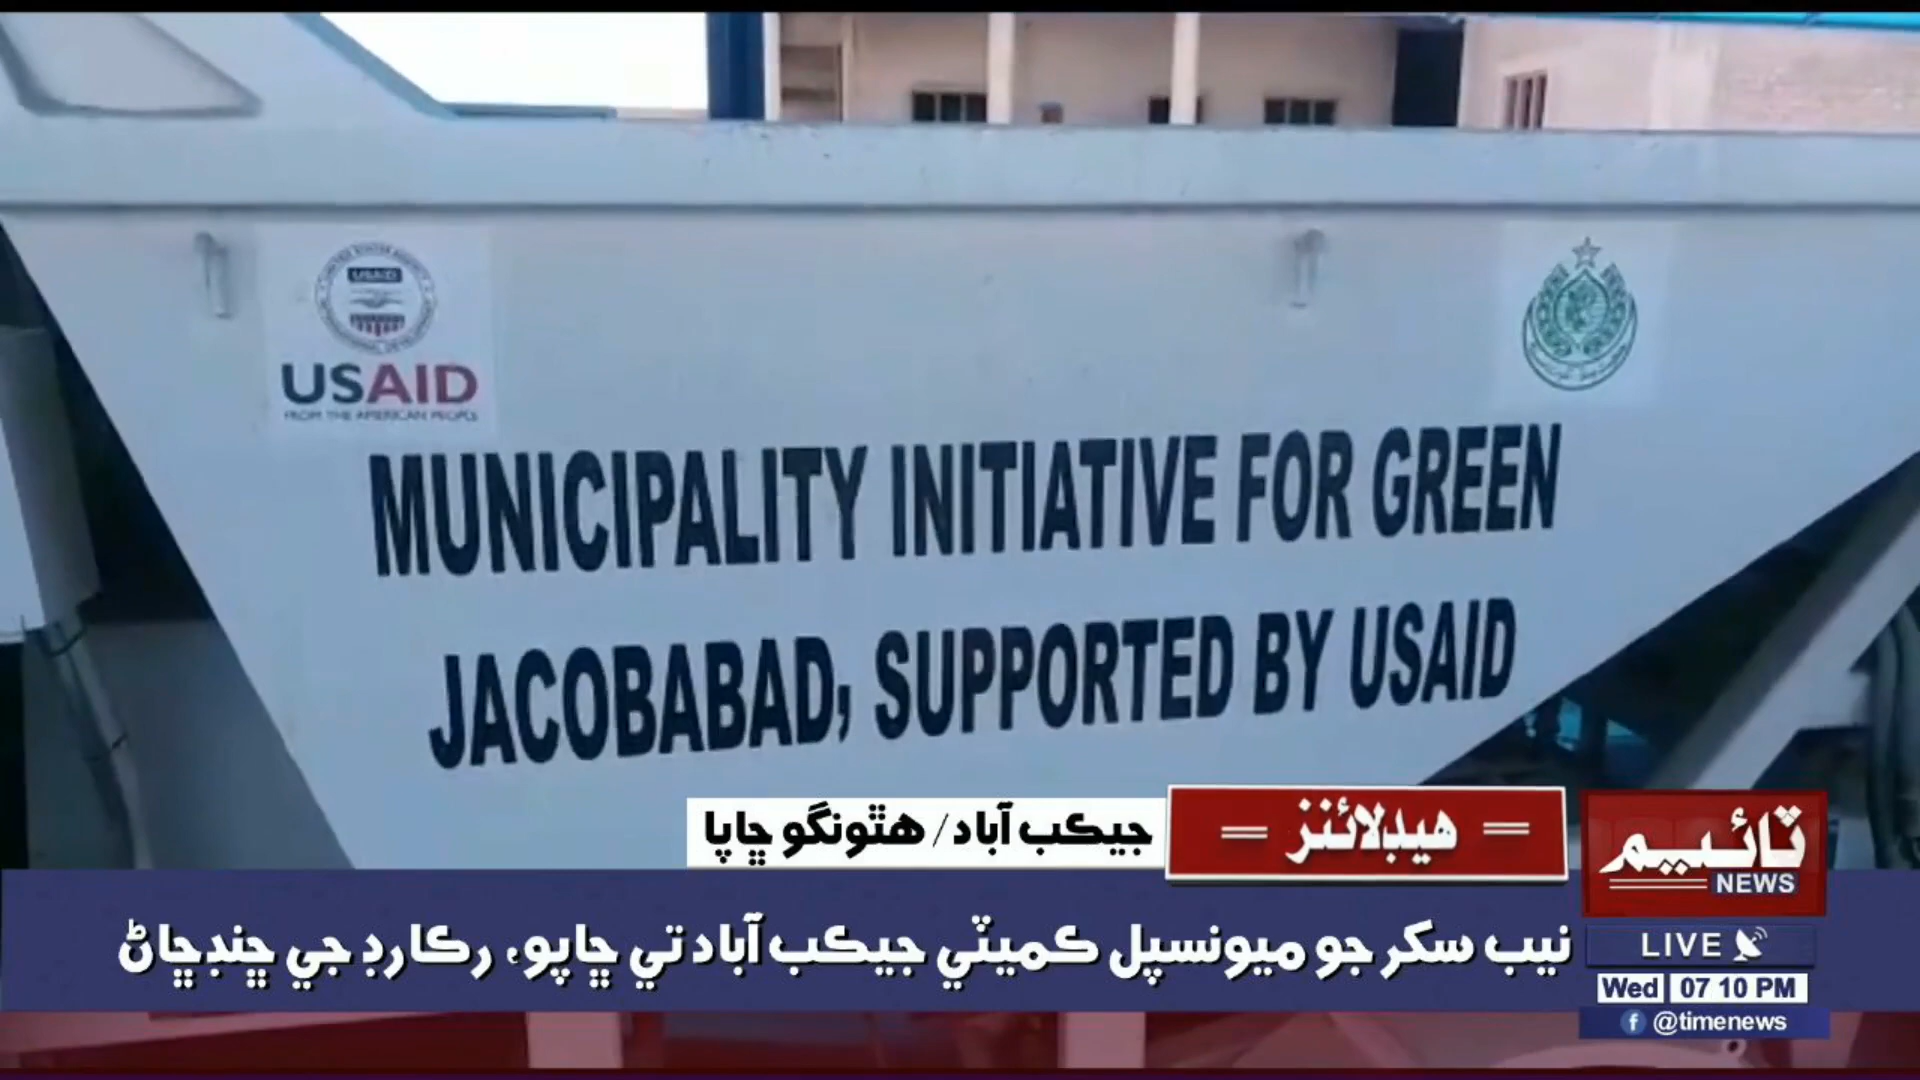 USAID
USAID
FROM THE AMERICAN PEOPLE
MUNICIPALITY INITIATIVE FOR GREEN
JACOBABAD, SUPPORTED BY USAID
جيڪب آباد/ هٿونگو ڇاپا
هيڊلائنز
ٽائيم
NEWS
نيب سکر جو ميونسپل ڪميٽي جيڪب آباد تي ڇاپو، رڪارڊ جي ڇنڊڇاڻ
LIVE
Wed 07 10 PM
@timenews